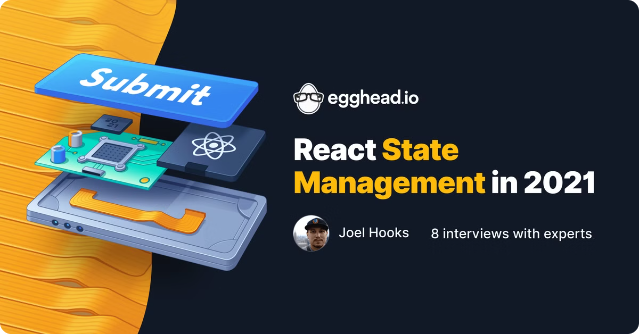 Submit
egghead.io
React State
Management in 2021
Joel Hooks
8 interviews with experts